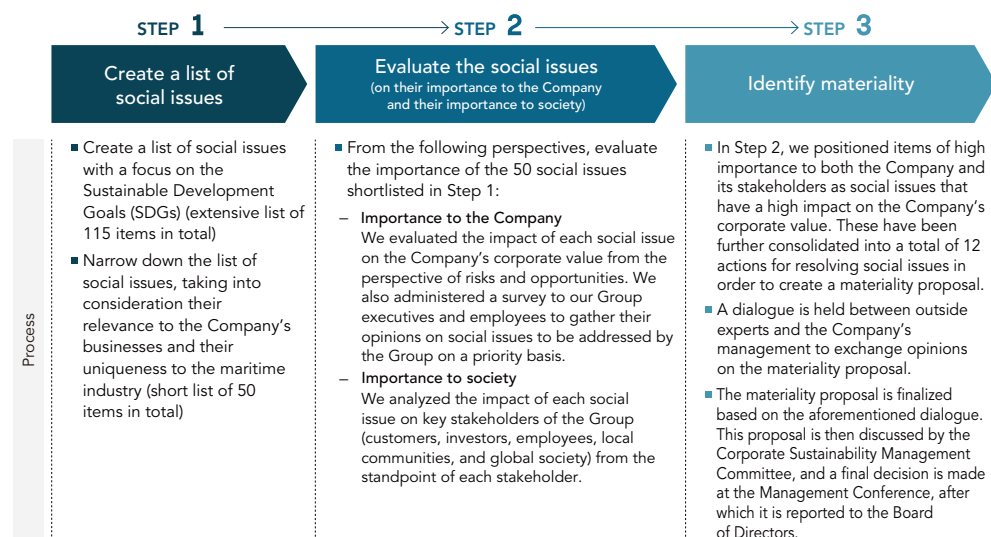 STEP 1
STEP 2
STEP 3
Create a list of
social issues
Evaluate the social issues
(on their importance to the Company
and their importance to society)
Identify materiality
Process
■ Create a list of social issues
with a focus on the
Sustainable Development
Goals (SDGs) (extensive list of
115 items in total)
■ Narrow down the list of
social issues, taking into
consideration their
relevance to the Company's
businesses and their
uniqueness to the maritime
industry (short list of 50
items in total)
■ From the following perspectives, evaluate
the importance of the 50 social issues
shortlisted in Step 1:
– Importance to the Company
We evaluated the impact of each social issue
on the Company's corporate value from the
perspective of risks and opportunities. We
also administered a survey to our Group
executives and employees to gather their
opinions on social issues to be addressed by
the Group on a priority basis.
– Importance to society
We analyzed the impact of each social
issue on key stakeholders of the Group
(customers, investors, employees, local
communities, and global society) from the
standpoint of each stakeholder.
■ In Step 2, we positioned items of high
importance to both the Company and
its stakeholders as social issues that
have a high impact on the Company's
corporate value. These have been
further consolidated into a total of 12
actions for resolving social issues in
order to create a materiality proposal.
■ A dialogue is held between outside
experts and the Company's
management to exchange opinions
on the materiality proposal.
■ The materiality proposal is finalized
based on the aforementioned dialogue.
This proposal is then discussed by the
Corporate Sustainability Management
Committee, and a final decision is made
at the Management Conference, after
which it is reported to the Board
of Directors.